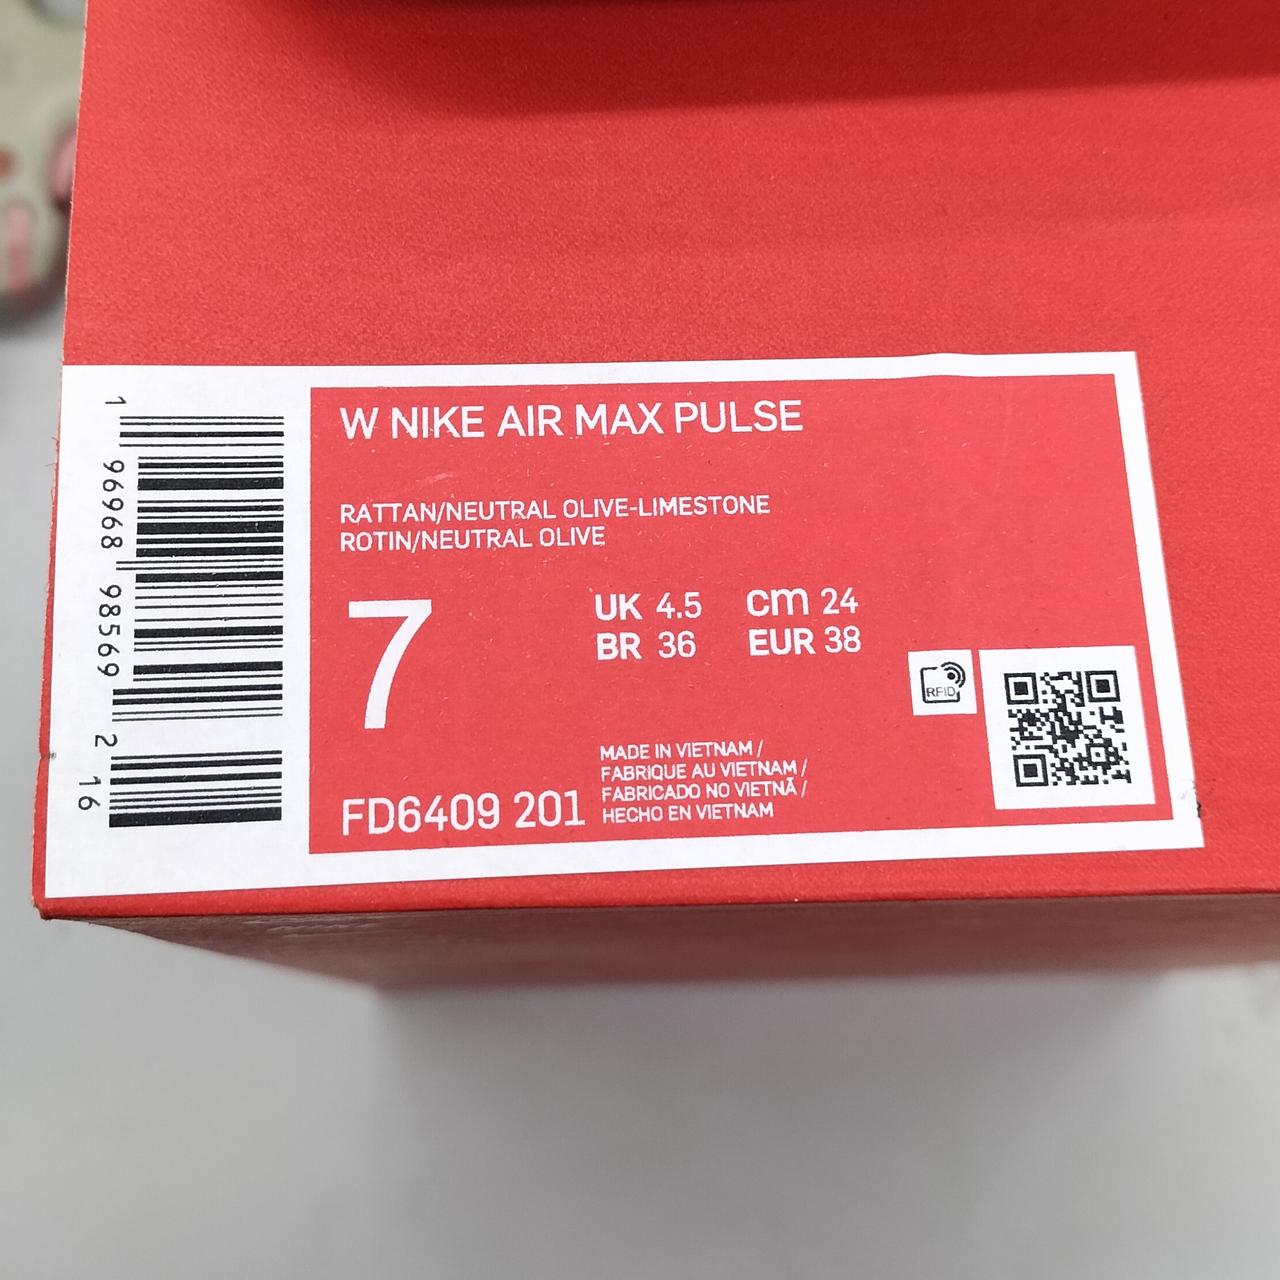 W NIKE AIR MAX PULSE
RATTAN/NEUTRAL OLIVE-LIMESTONE
ROTIN/NEUTRAL OLIVE
7
UK 4.5 cm 24
BR 36 EUR 38
RFID
MADE IN VIETNAM /
FABRIQUE AU VIETNAM /
FABRICADO NO VIETNÃ /
HECHO EN VIETNAM
FD6409 201
1 96968 98569 2 16